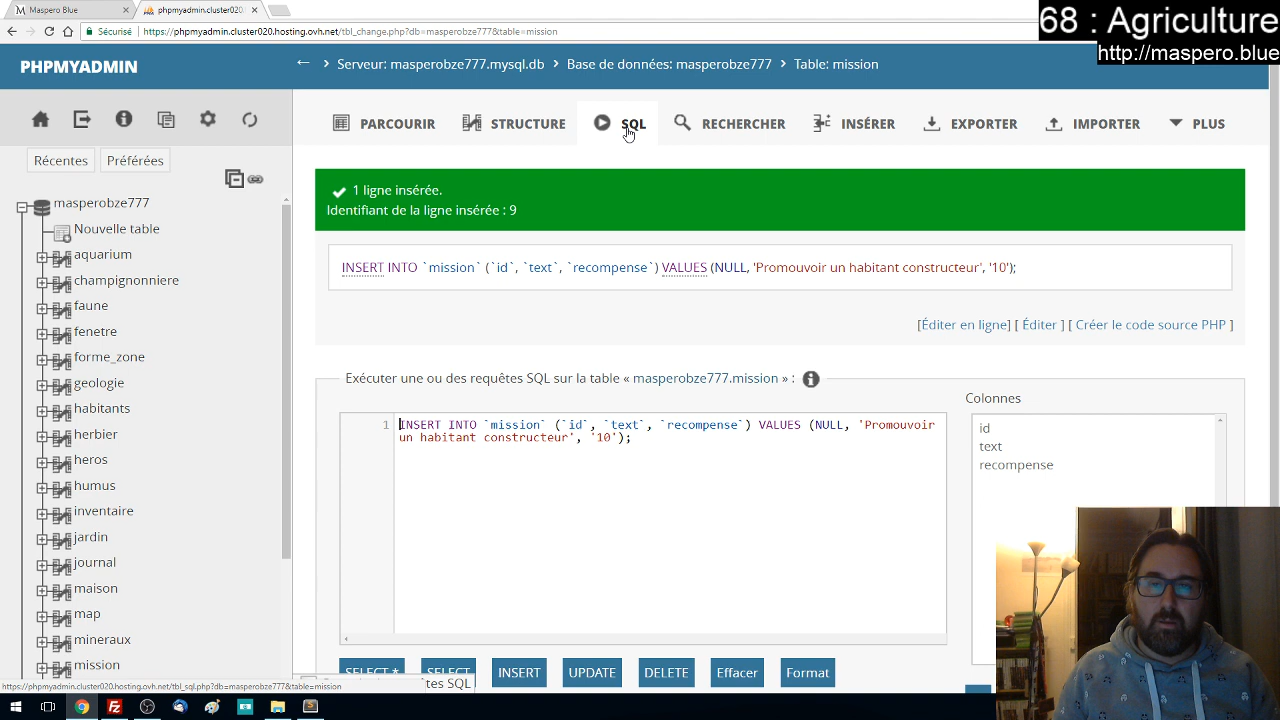 Maspero Blue
phpmyadmin.cluster020
68 : Agriculture
Sécurisé
https://phpmyadmin.cluster020.hosting.ovh.net/tbl_change.php?db=masperobze777&table=mission
http://maspero.blue
PHPMYADMIN
Serveur: masperobze777.mysql.db
Base de données: masperobze777
Table: mission
PARCOURIR
STRUCTURE
SQL
RECHERCHER
INSÉRER
EXPORTER
IMPORTER
PLUS
Récentes
Préférées
masperobze777
Nouvelle table
aquarium
champignonniere
faune
fenetre
forme_zone
geologie
habitants
herbier
heros
humus
inventaire
jardin
journal
maison
map
mineraux
mission
1 ligne insérée.
Identifiant de la ligne insérée : 9
INSERT INTO `mission` (`id`, `text`, `recompense`) VALUES (NULL, 'Promouvoir un habitant constructeur', '10');
[Éditer en ligne] [ Éditer ] [ Créer le code source PHP ]
Exécuter une ou des requêtes SQL sur la table « masperobze777.mission » :
1
INSERT INTO `mission` (`id`, `text`, `recompense`) VALUES (NULL, 'Promouvoir
un habitant constructeur', '10');
Colonnes
id
text
recompense
SELECT *
SELECT
INSERT
UPDATE
DELETE
Effacer
Format
tes SQL
https://phpmyadmin.cluster020.hosting.ovh.net/tbl_sql.php?db=masperobze777&table=mission